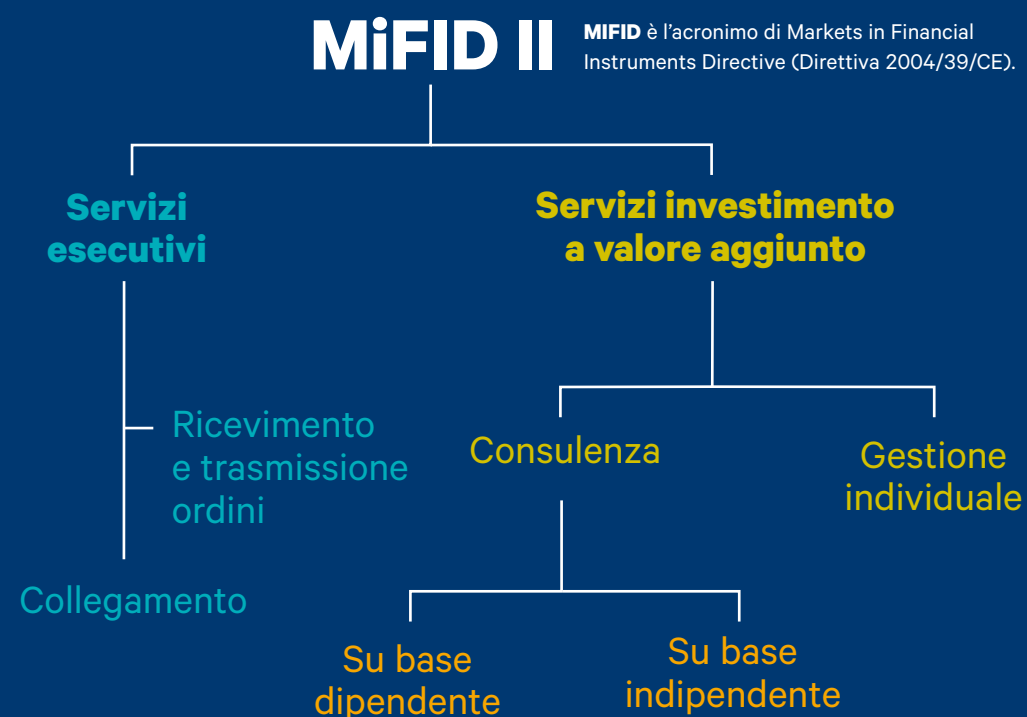 MiFID II
MIFID è l'acronimo di Markets in Financial
Instruments Directive (Direttiva 2004/39/CE).
Servizi
esecutivi
Servizi investimento
a valore aggiunto
Ricevimento
e trasmissione
ordini
Collegamento
Consulenza
Gestione
individuale
Su base
dipendente
Su base
indipendente